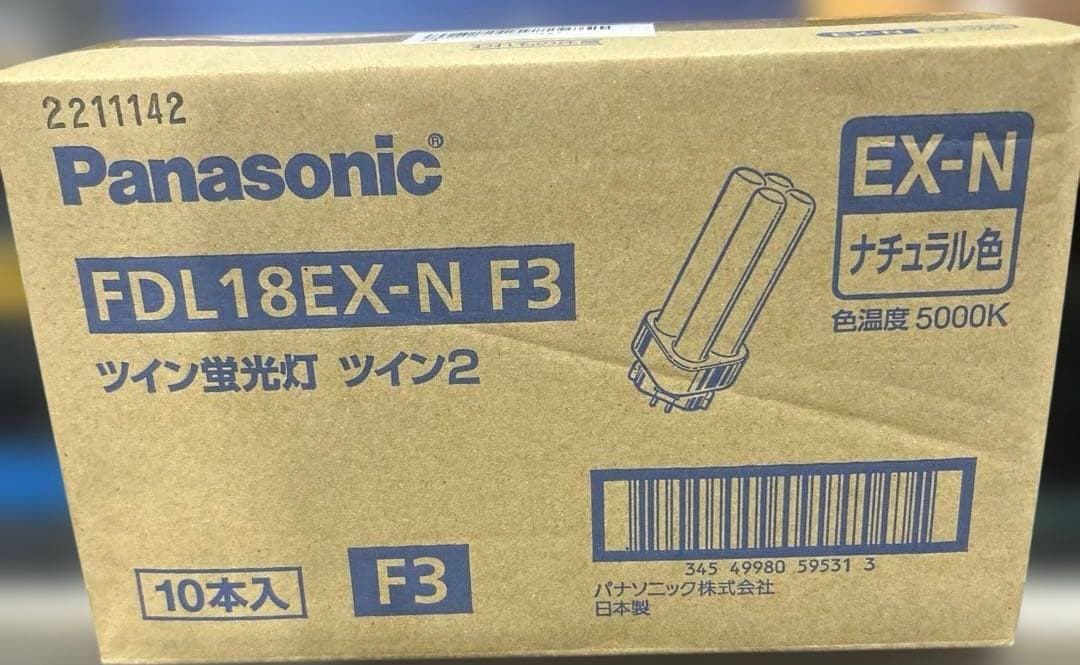 2211142
Panasonic®
EX-N
ナチュラル色
色温度 5000K
FDL18EX-N F3
ツイン蛍光灯 ツイン2
345 49980 59531 3
パナソニック株式会社
日本製
10本入
F3